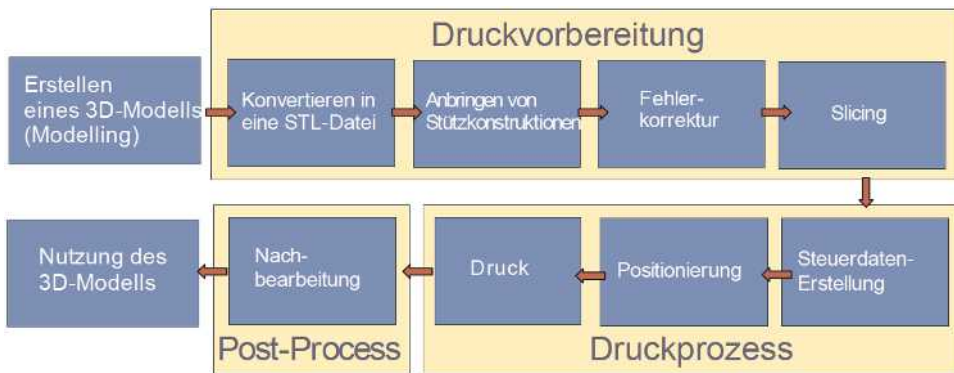 Druckvorbereitung
Erstellen
eines 3D-Modells
(Modelling)
Konvertieren in
eine STL-Datei
Anbringen von
Stützkonstruktionen
Fehler-
korrektur
Slicing
Steuerdaten-
Erstellung
Positionierung
Druck
Nach-
bearbeitung
Nutzung des
3D-Modells
Post-Process
Druckprozess